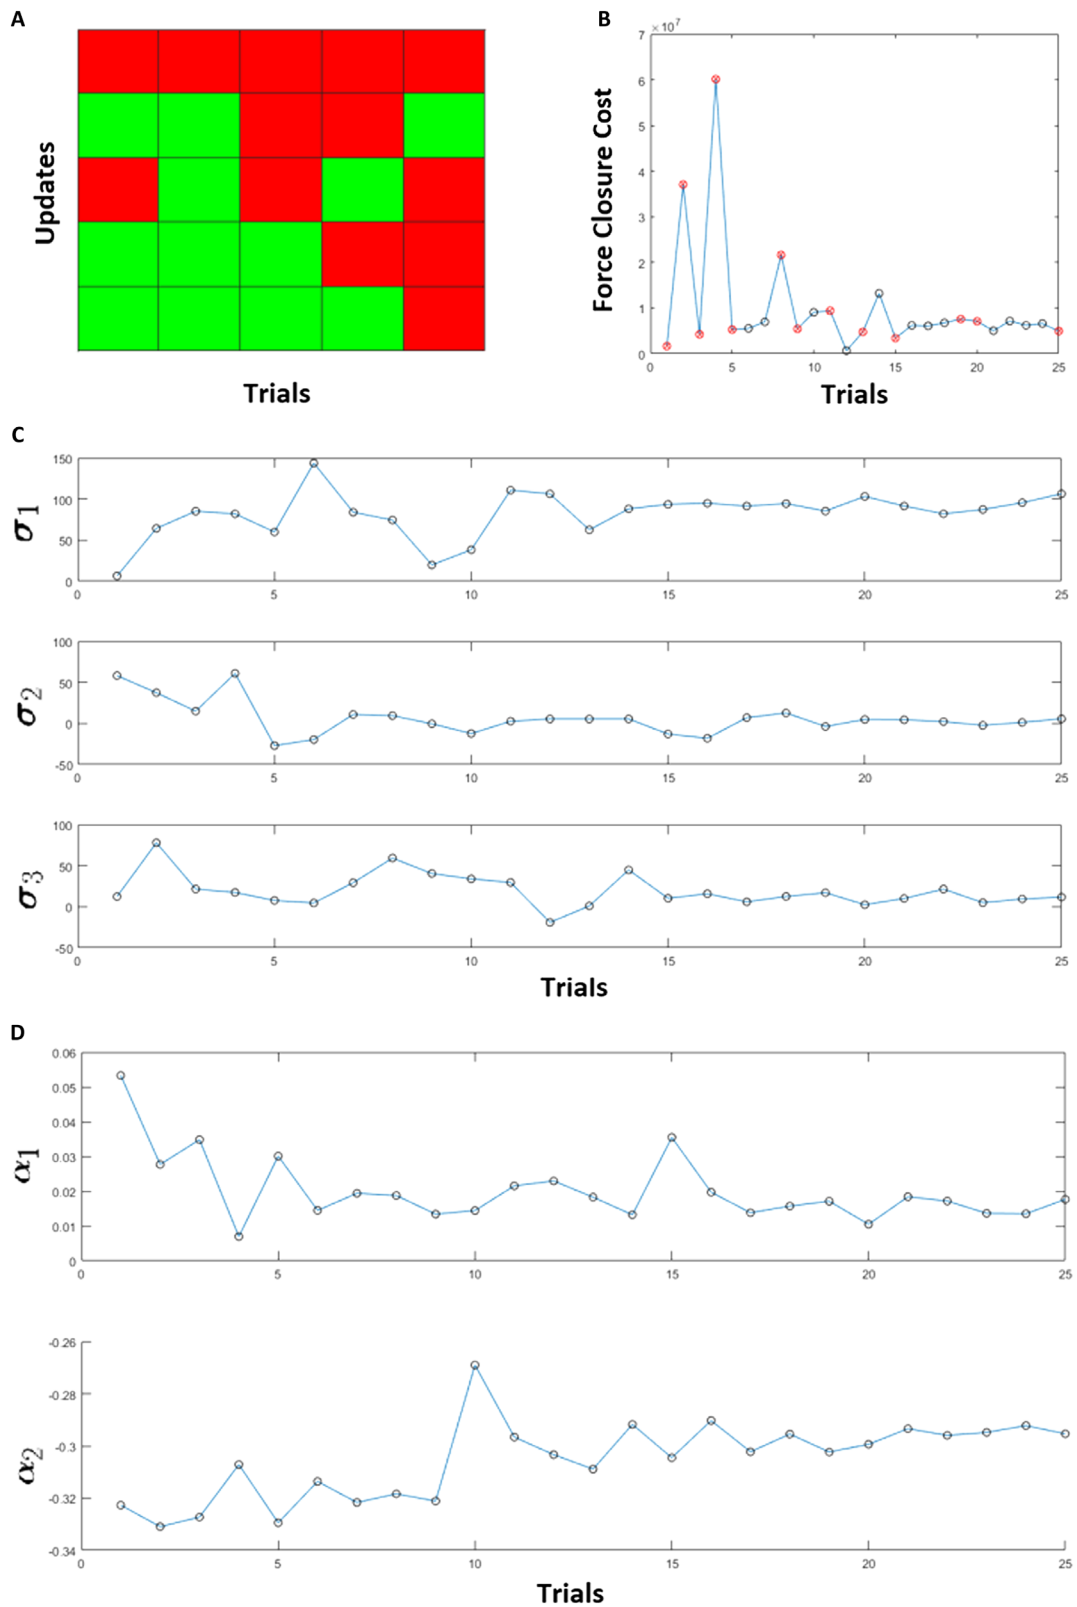 A
Updates
Trials
B
×10^7
Force Closure Cost
7
6
5
4
3
2
1
0
0 5 10 15 20 25
Trials
C
σ1
150
100
50
0
0 5 10 15 20 25
σ2
100
50
0
-50
0 5 10 15 20 25
σ3
100
50
0
-50
0 5 10 15 20 25
Trials
D
α1
0.06
0.05
0.04
0.03
0.02
0.01
0
0 5 10 15 20 25
α2
-0.26
-0.28
-0.3
-0.32
-0.34
0 5 10 15 20 25
Trials